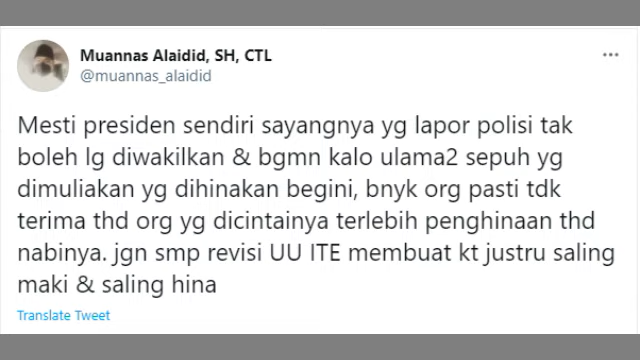 Muannas Alaidid, SH, CTL
@muannas_alaidid
Mesti presiden sendiri sayangnya yg lapor polisi tak
boleh lg diwakilkan & bgmn kalo ulama2 sepuh yg
dimuliakan yg dihinakan begini, bnyk org pasti tdk
terima thd org yg dicintainya terlebih penghinaan thd
nabinya. jgn smp revisi UU ITE membuat kt justru saling
maki & saling hina
Translate Tweet